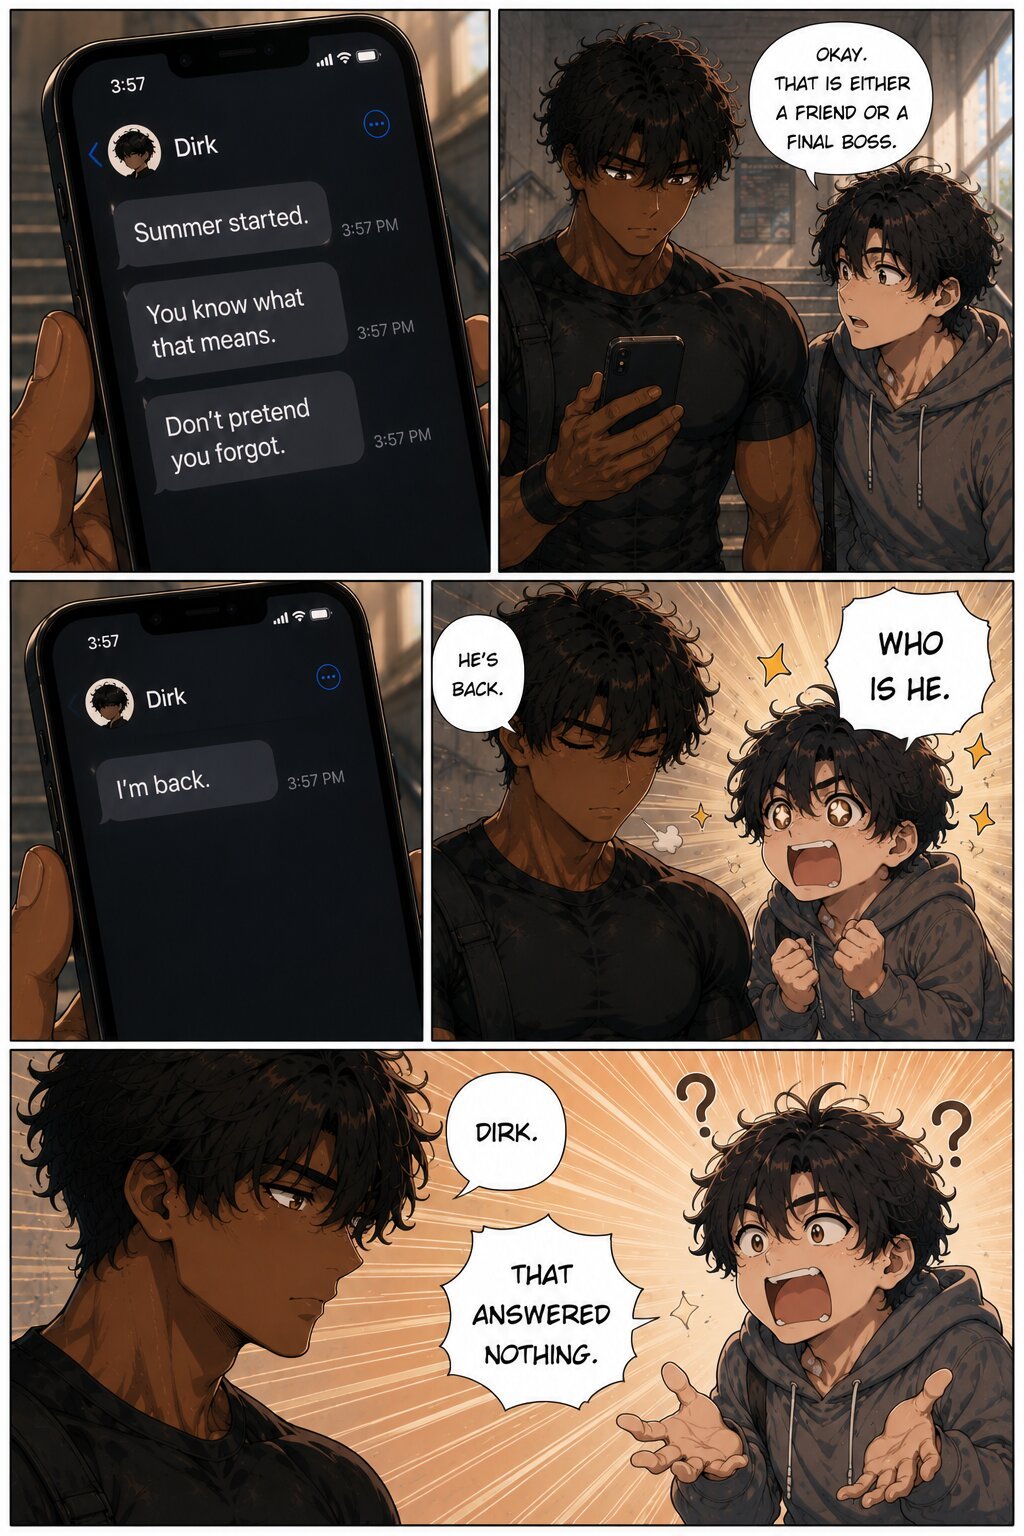 3:57
Dirk
Summer started.
3:57 PM
You know what
that means.
3:57 PM
Don't pretend
you forgot.
3:57 PM
OKAY.
THAT IS EITHER
A FRIEND OR A
FINAL BOSS.
3:57
Dirk
I'm back.
3:57 PM
HE'S
BACK.
WHO
IS HE.
DIRK.
?
?
THAT
ANSWERED
NOTHING.